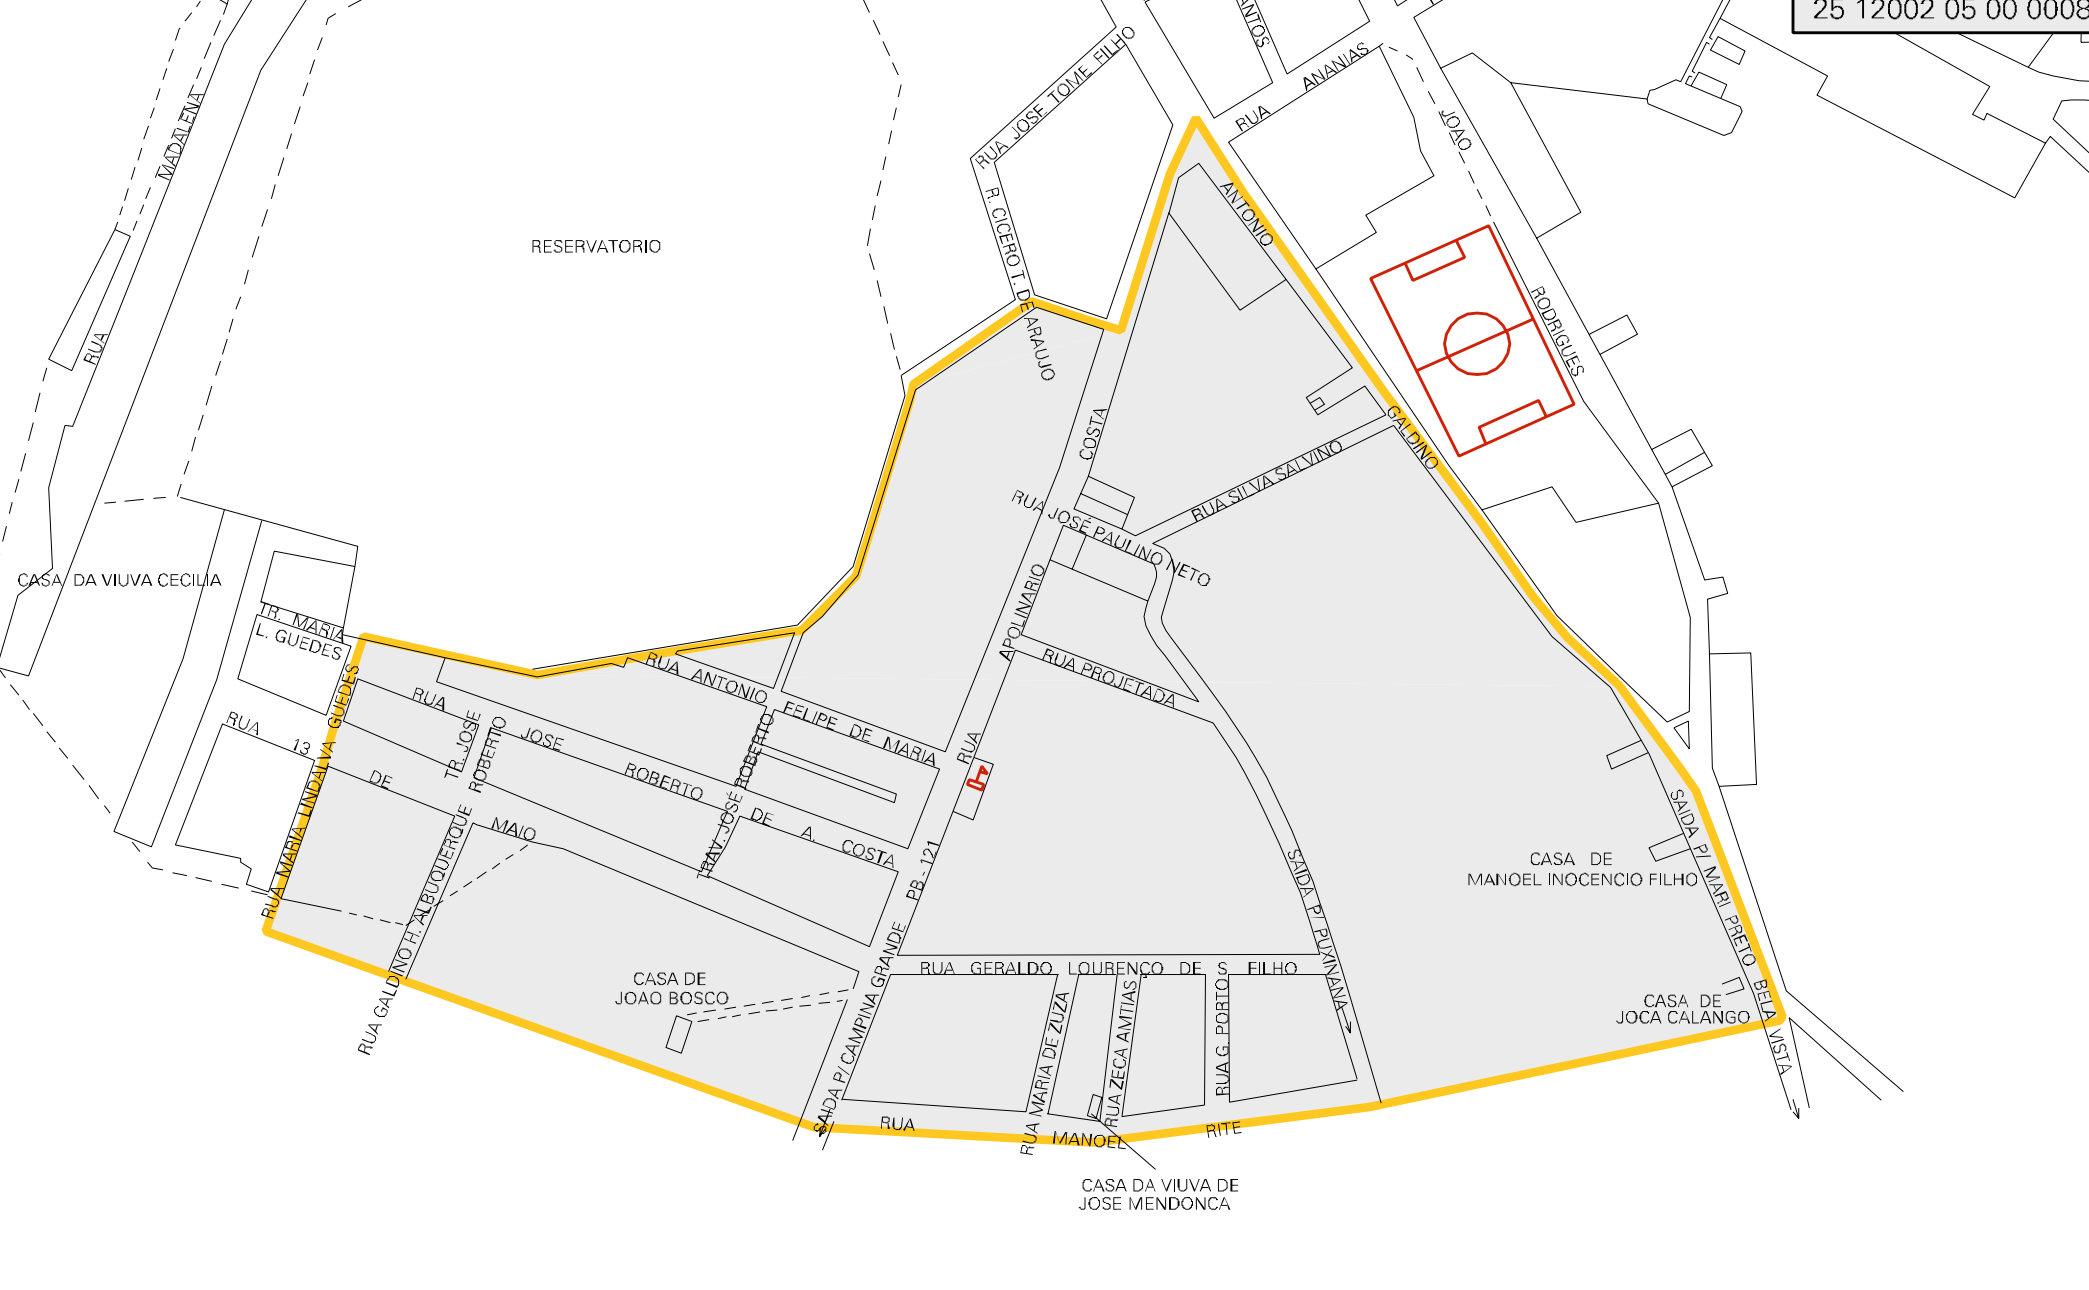 25 12002 05 00 0008
ANTOS
RUA ANANIAS
RUA JOSE TOME FILHO
RUA MADALENA
JOAO RODRIGUES
R. CICERO T. DE ARAUJO
ANTONIO GALDINO
RESERVATORIO
RUA APOLINARIO COSTA
RUA SILVA SALVINO
RUA JOSÉ PAULINO NETO
CASA DA VIUVA CECILIA
TR. MARIA
L. GUEDES
RUA PROJETADA
RUA ANTONIO FELIPE DE MARIA
RUA MARIA LINDALVA GUEDES
RUA JOSE ROBERTO DE A. COSTA
TR. JOSE
ROBERTO
TRAV. JOSÉ ROBERTO
RUA 13 DE MAIO
PB - 121
SAIDA P/ CAMPINA GRANDE
SAIDA P/ PUXINANA
SAIDA P/ MARI PRETO
BELA VISTA
CASA DE
MANOEL INOCENCIO FILHO
RUA GALDINO H. ALBUQUERQUE
CASA DE
JOAO BOSCO
RUA GERALDO LOURENÇO DE S FILHO
RUA MARIA DE ZUZA
RUA ZECA AMTIAS
RUA G. PORTO
CASA DE
JOCA CALANGO
RUA MANOEL RITE
CASA DA VIUVA DE
JOSE MENDONCA